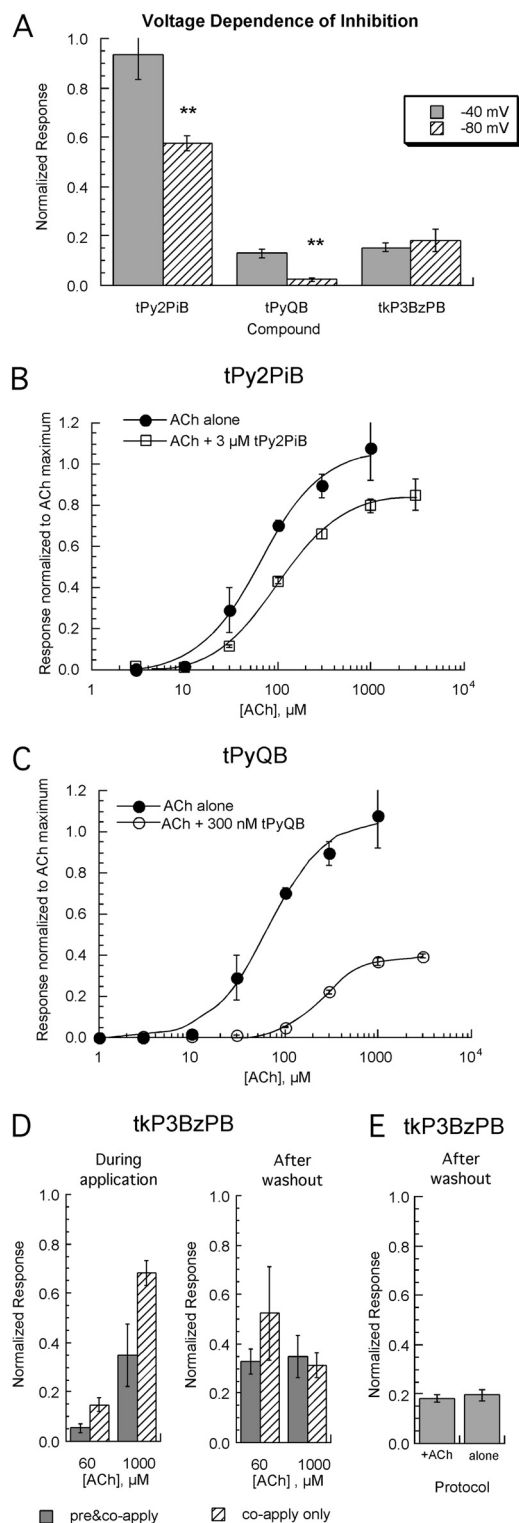 A
Voltage Dependence of Inhibition
Normalized Response
1.0
0.8
0.6
0.4
0.2
0.0
**
**
-40 mV
-80 mV
tPy2PiB
tPyQB
tkP3BzPB
Compound
B
tPy2PiB
Response normalized to ACh maximum
1.2
1.0
0.8
0.6
0.4
0.2
0.0
ACh alone
ACh + 3 µM tPy2PiB
1
10
100
1000
10⁴
[ACh], µM
C
tPyQB
Response normalized to ACh maximum
1.2
1.0
0.8
0.6
0.4
0.2
0.0
ACh alone
ACh + 300 nM tPyQB
1
10
100
1000
10⁴
[ACh], µM
D
tkP3BzPB
During
application
Normalized Response
1.0
0.8
0.6
0.4
0.2
0.0
60
1000
[ACh], µM
After
washout
Normalized Response
1.0
0.8
0.6
0.4
0.2
0.0
60
1000
[ACh] , µM
pre&co-apply
co-apply only
E
tkP3BzPB
After
washout
Normalized Response
1.0
0.8
0.6
0.4
0.2
0.0
+ACh
alone
Protocol